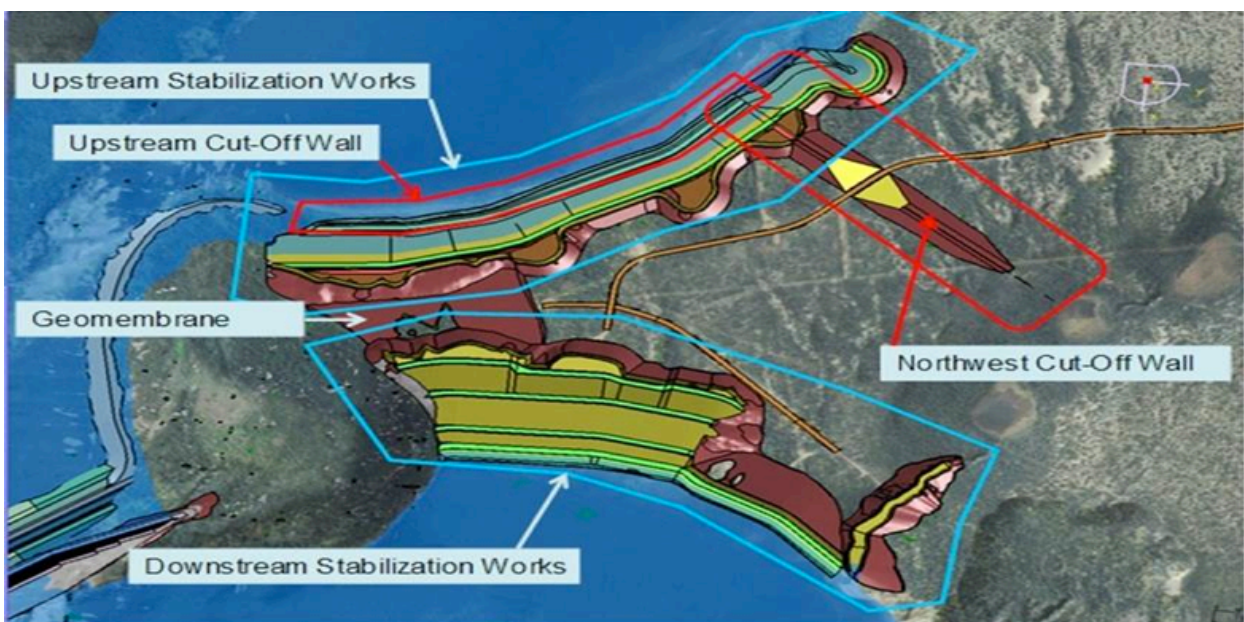 Upstream Stabilization Works
Upstream Cut-Off Wall
Geomembrane
Northwest Cut-Off Wall
Downstream Stabilization Works